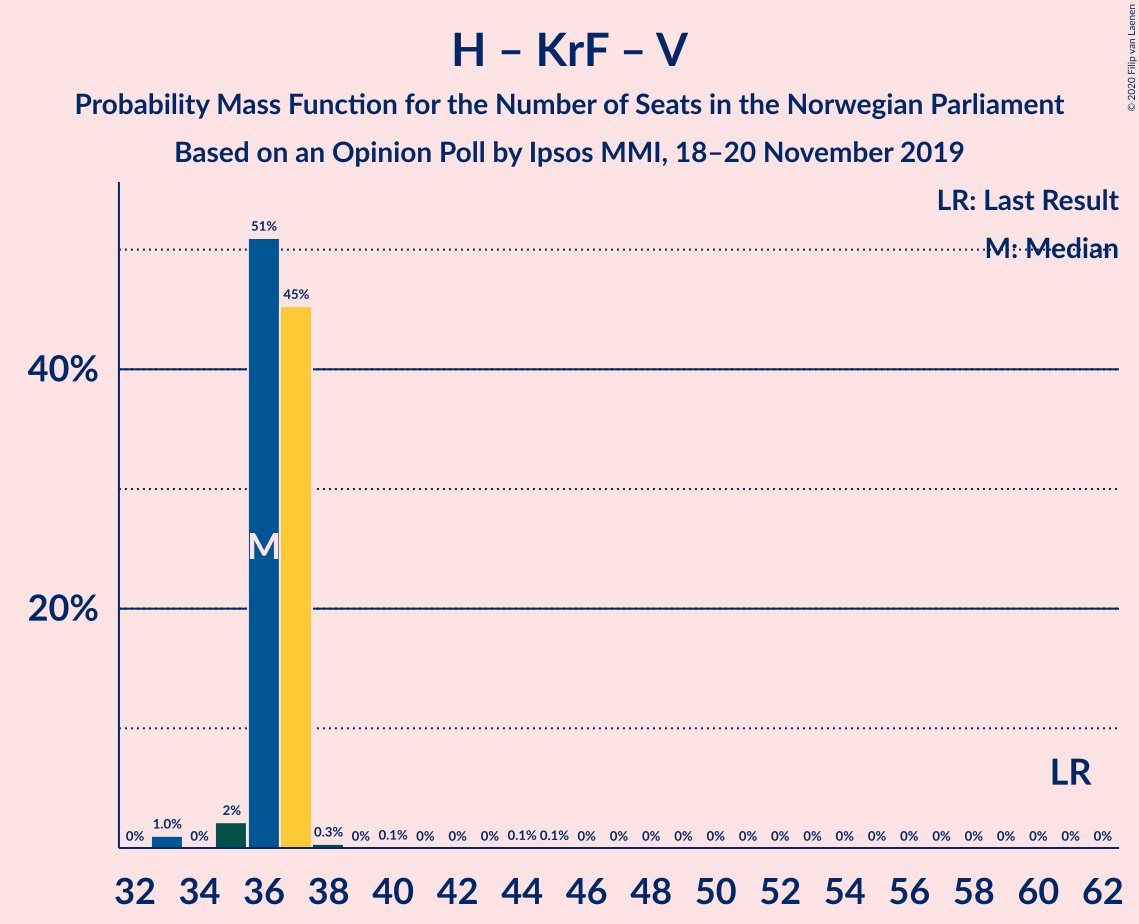 H – KrF – V
Probability Mass Function for the Number of Seats in the Norwegian Parliament
Based on an Opinion Poll by Ipsos MMI, 18–20 November 2019
© 2020 Filip van Laenen
LR: Last Result
M: Median
51%
45%
40%
M
20%
LR
0% 1.0% 0% 2% 0.3% 0% 0.1% 0% 0% 0% 0.1% 0.1% 0% 0% 0% 0% 0% 0% 0% 0% 0% 0% 0% 0% 0% 0% 0% 0% 0%
32 34 36 38 40 42 44 46 48 50 52 54 56 58 60 62